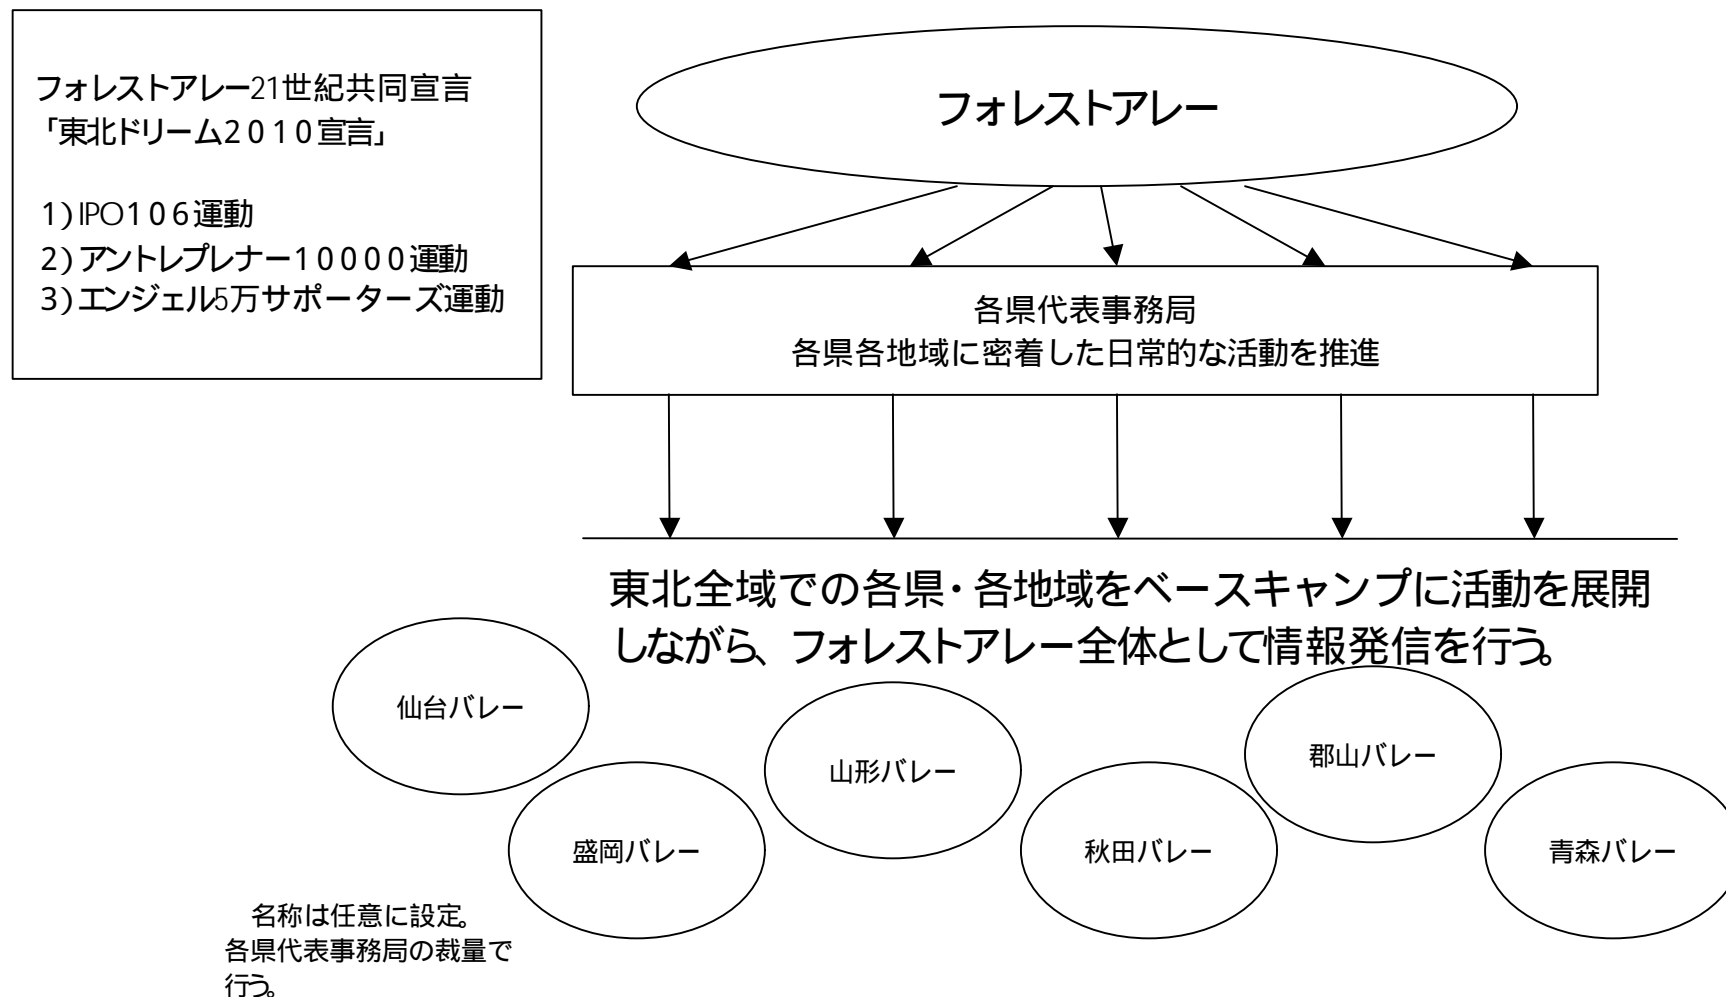 フォレストアレー21世紀共同宣言
「東北ドリーム2010宣言」
1)IPO106運動
2)アントレプレナー10000運動
3)エンジェル5万サポーターズ運動
フォレストアレー
各県代表事務局
各県各地域に密着した日常的な活動を推進
東北全域での各県・各地域をベースキャンプに活動を展開
しながら、フォレストアレー全体として情報発信を行う。
仙台バレー
盛岡バレー
山形バレー
秋田バレー
郡山バレー
青森バレー
名称は任意に設定。
各県代表事務局の裁量で
行う。